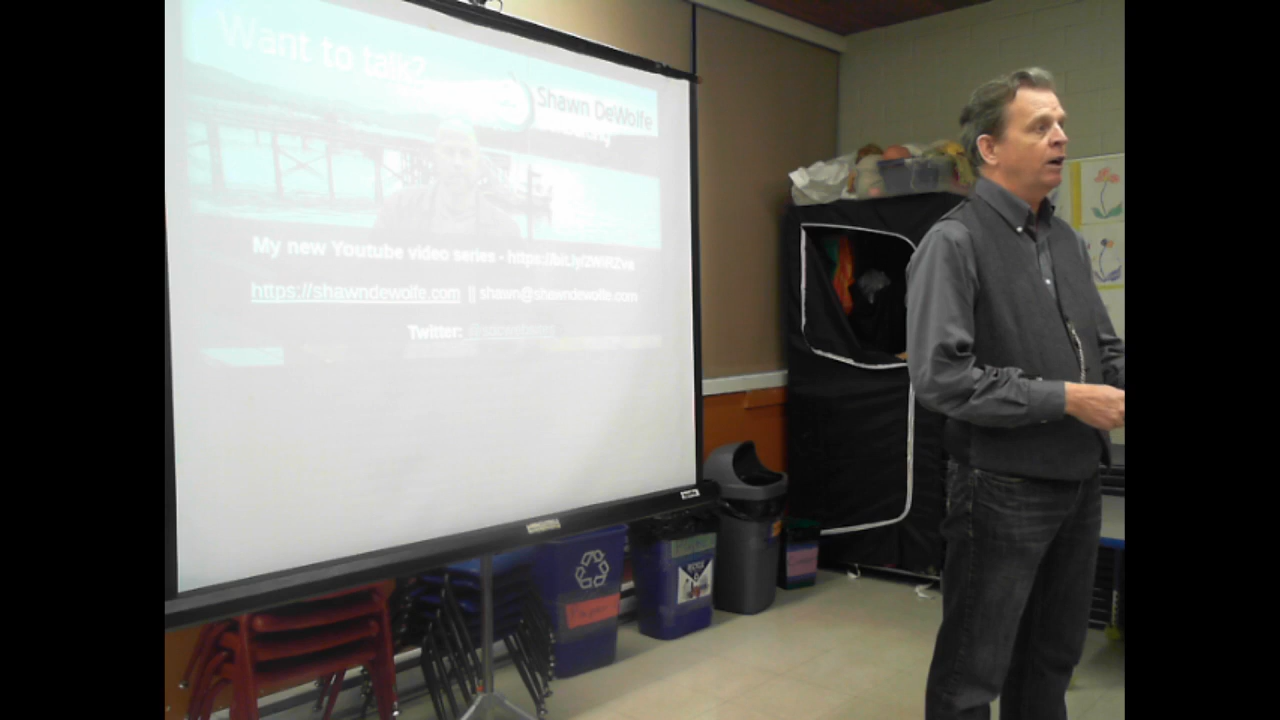 Want to talk?
Shawn DeWolfe
My new Youtube video series - https://bit.ly/
https://shawndewolfe.com || shawn@shawndewolfe.com
Twitter: